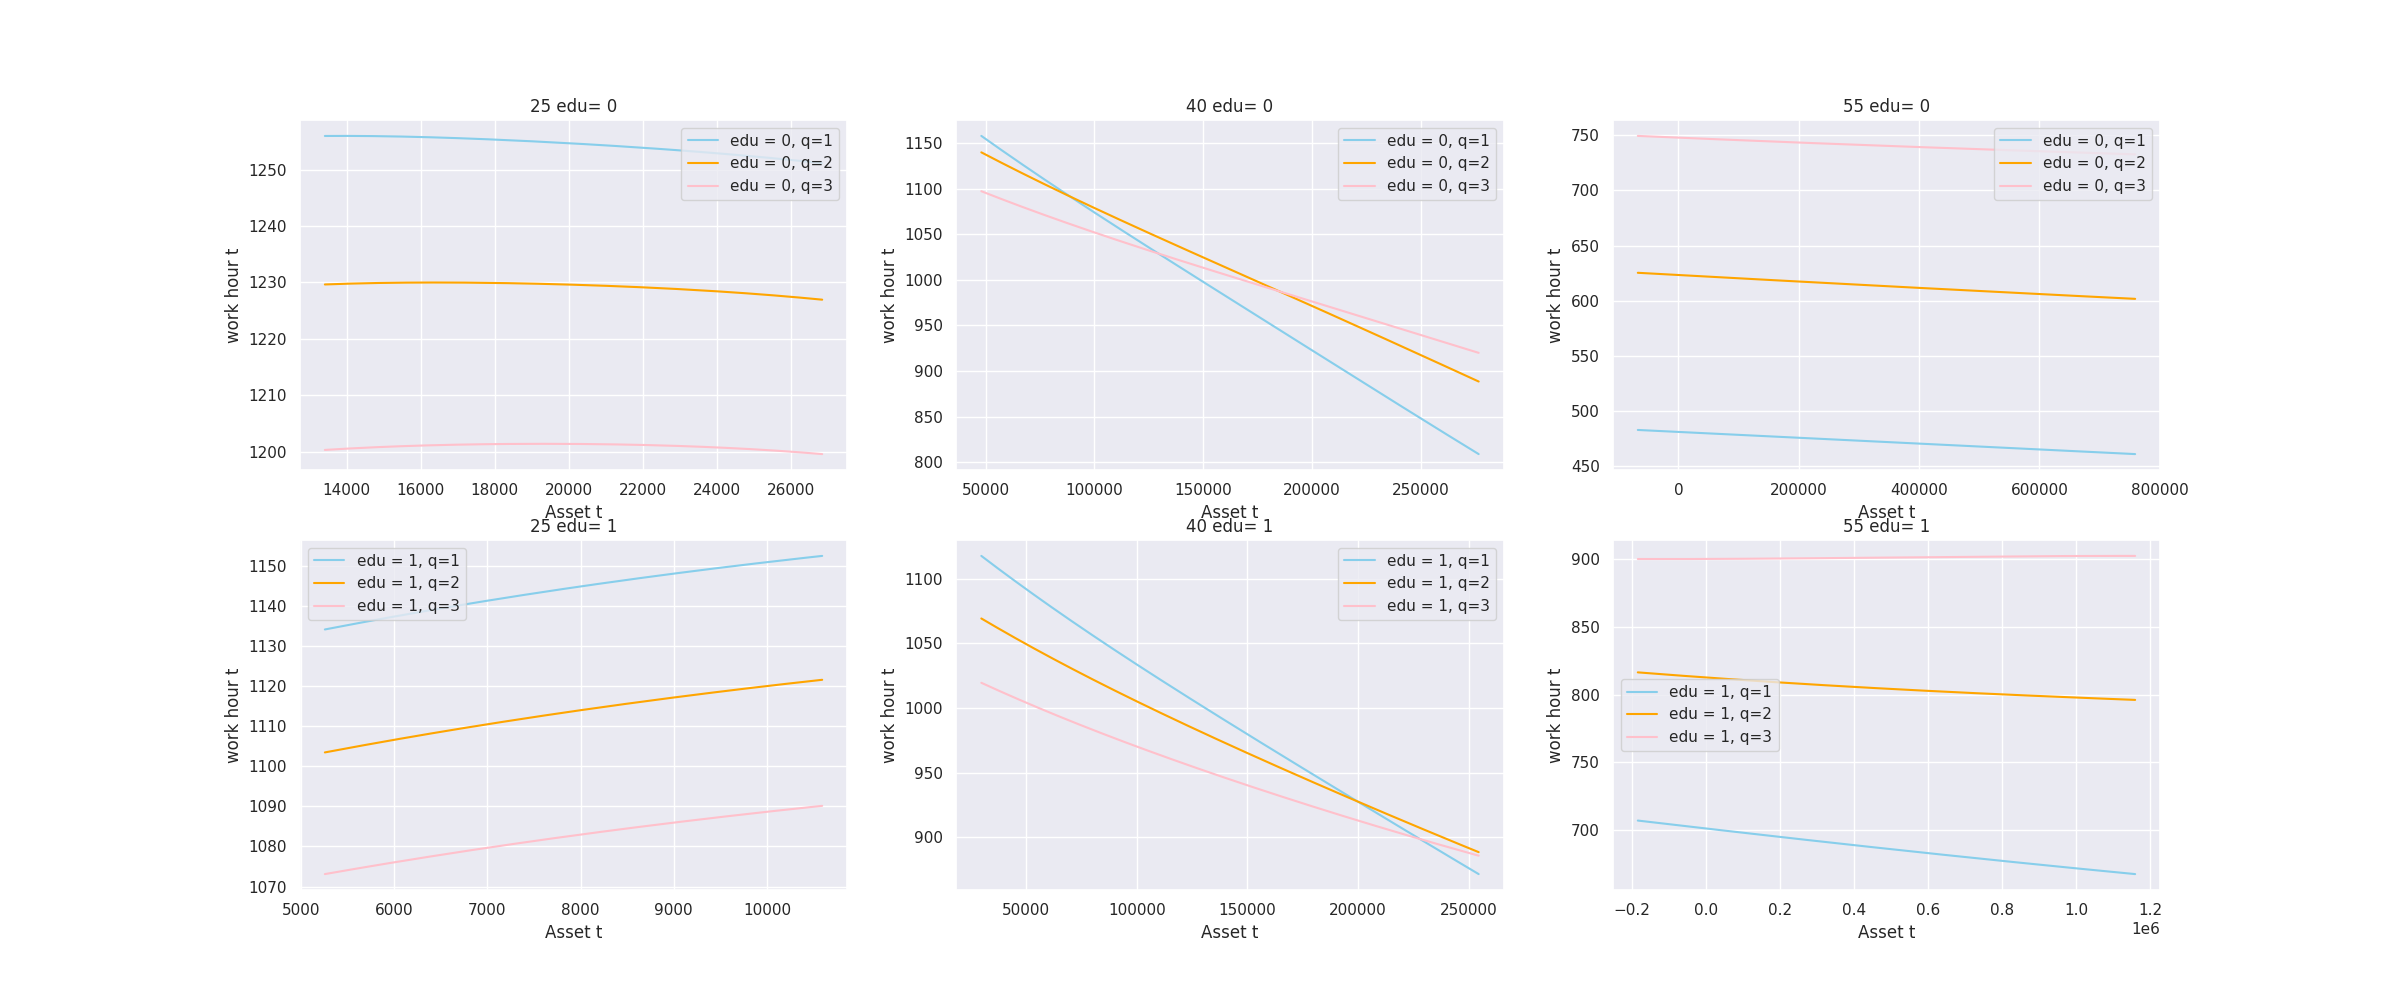 25 edu= 0
edu = 0, q=1
edu = 0, q=2
edu = 0, q=3
1250
1240
1230
1220
1210
1200
work hour t
14000 16000 18000 20000 22000 24000 26000
Asset t
40 edu= 0
edu = 0, q=1
edu = 0, q=2
edu = 0, q=3
1150
1100
1050
1000
950
900
850
800
work hour t
50000 100000 150000 200000 250000
Asset t
55 edu= 0
edu = 0, q=1
edu = 0, q=2
edu = 0, q=3
750
700
650
600
550
500
450
work hour t
0 200000 400000 600000 800000
Asset t
25 edu= 1
edu = 1, q=1
edu = 1, q=2
edu = 1, q=3
1150
1140
1130
1120
1110
1100
1090
1080
1070
work hour t
5000 6000 7000 8000 9000 10000
Asset t
40 edu= 1
edu = 1, q=1
edu = 1, q=2
edu = 1, q=3
1100
1050
1000
950
900
work hour t
50000 100000 150000 200000 250000
Asset t
55 edu= 1
900
850
800
750
700
edu = 1, q=1
edu = 1, q=2
edu = 1, q=3
work hour t
−0.2 0.0 0.2 0.4 0.6 0.8 1.0 1.2
1e6
Asset t